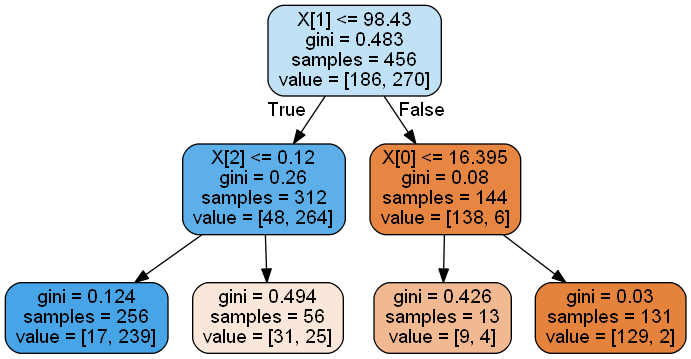 X[1] <= 98.43
gini = 0.483
samples = 456
value = [186, 270]
True
False
X[2] <= 0.12
gini = 0.26
samples = 312
value = [48, 264]
X[0] <= 16.395
gini = 0.08
samples = 144
value = [138, 6]
gini = 0.124
samples = 256
value = [17, 239]
gini = 0.494
samples = 56
value = [31, 25]
gini = 0.426
samples = 13
value = [9, 4]
gini = 0.03
samples = 131
value = [129, 2]